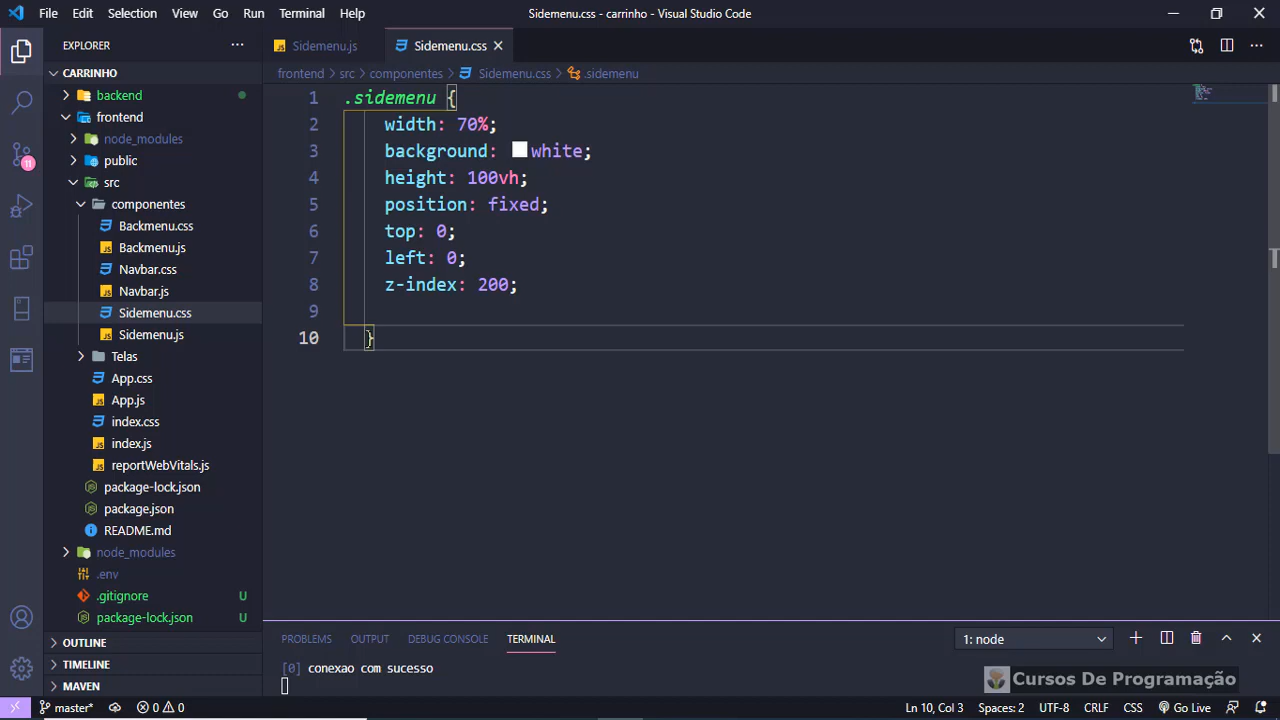 File Edit Selection View Go Run Terminal Help Sidemenu.css - carrinho - Visual Studio Code
EXPLORER
CARRINHO
backend
frontend
node_modules
public
src
componentes
Backmenu.css
Backmenu.js
Navbar.css
Navbar.js
Sidemenu.css
Sidemenu.js
Telas
App.css
App.js
index.css
index.js
reportWebVitals.js
package-lock.json
package.json
README.md
node_modules
.env
.gitignore U
package-lock.json U
OUTLINE
TIMELINE
MAVEN
11
Sidemenu.js Sidemenu.css
frontend > src > componentes > Sidemenu.css > .sidemenu
1 .sidemenu {
2 width: 70%;
3 background: white;
4 height: 100vh;
5 position: fixed;
6 top: 0;
7 left: 0;
8 z-index: 200;
9
10 }
PROBLEMS OUTPUT DEBUG CONSOLE TERMINAL 1: node
[0] conexao com sucesso
Cursos De Programação
master* 0 0 Ln 10, Col 3 Spaces: 2 UTF-8 CRLF CSS Go Live